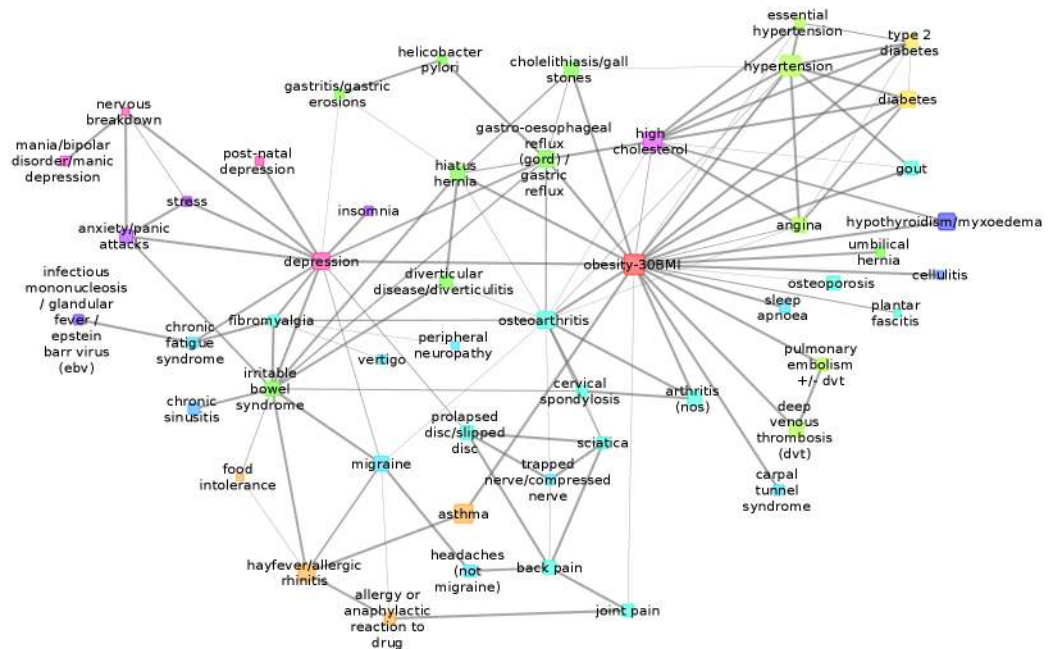 essential
hypertension
type 2
diabetes
helicobacter
pylori
cholelithiasis/gall
stones
hypertension
gastritis/gastric
erosions
diabetes
nervous
breakdown
gastro-oesophageal
reflux
(gord) /
gastric
reflux
high
cholesterol
mania/bipolar
disorder/manic
depression
post-natal
depression
hiatus
hernia
gout
stress
insomnia
angina
hypothyroidism/myxoedema
anxiety/panic
attacks
umbilical
hernia
depression
obesity-30BMI
cellulitis
infectious
mononucleosis
/ glandular
fever /
epstein
barr virus
(ebv)
diverticular
disease/diverticulitis
osteoporosis
sleep
apnoea
plantar
fascitis
chronic
fatigue
syndrome
fibromyalgia
osteoarthritis
peripheral
neuropathy
vertigo
pulmonary
embolism
+/- dvt
irritable
bowel
syndrome
cervical
spondylosis
arthritis
(nos)
chronic
sinusitis
prolapsed
disc/slipped
disc
deep
venous
thrombosis
(dvt)
sciatica
migraine
trapped
nerve/compressed
nerve
food
intolerance
carpal
tunnel
syndrome
asthma
hayfever/allergic
rhinitis
headaches
(not
migraine)
back pain
allergy or
anaphylactic
reaction to
drug
joint pain